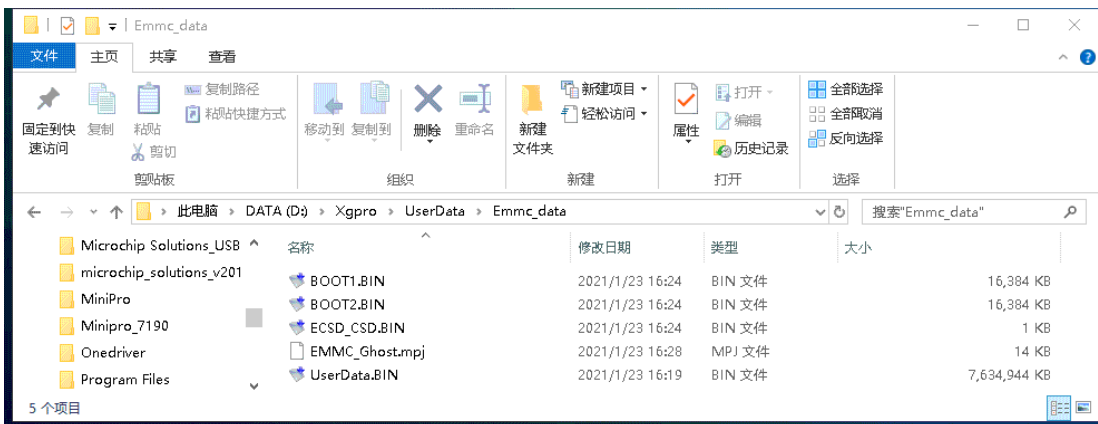 Emmc_data
文件 主页 共享 查看
固定到快速访问
复制
粘贴
复制路径
粘贴快捷方式
剪切
移动到 复制到 删除 重命名
新建文件夹
新建项目
轻松访问
属性
打开
编辑
历史记录
全部选择
全部取消
反向选择
剪贴板 组织 新建 打开 选择
此电脑 > DATA (D:) > Xgpro > UserData > Emmc_data
搜索"Emmc_data"
Microchip Solutions_USB
microchip_solutions_v201
MiniPro
Minipro_7190
Onedriver
Program Files
名称 修改日期 类型 大小
BOOT1.BIN 2021/1/23 16:24 BIN 文件 16,384 KB
BOOT2.BIN 2021/1/23 16:24 BIN 文件 16,384 KB
ECSD_CSD.BIN 2021/1/23 16:24 BIN 文件 1 KB
EMMC_Ghost.mpj 2021/1/23 16:28 MPJ 文件 14 KB
UserData.BIN 2021/1/23 16:19 BIN 文件 7,634,944 KB
5 个项目